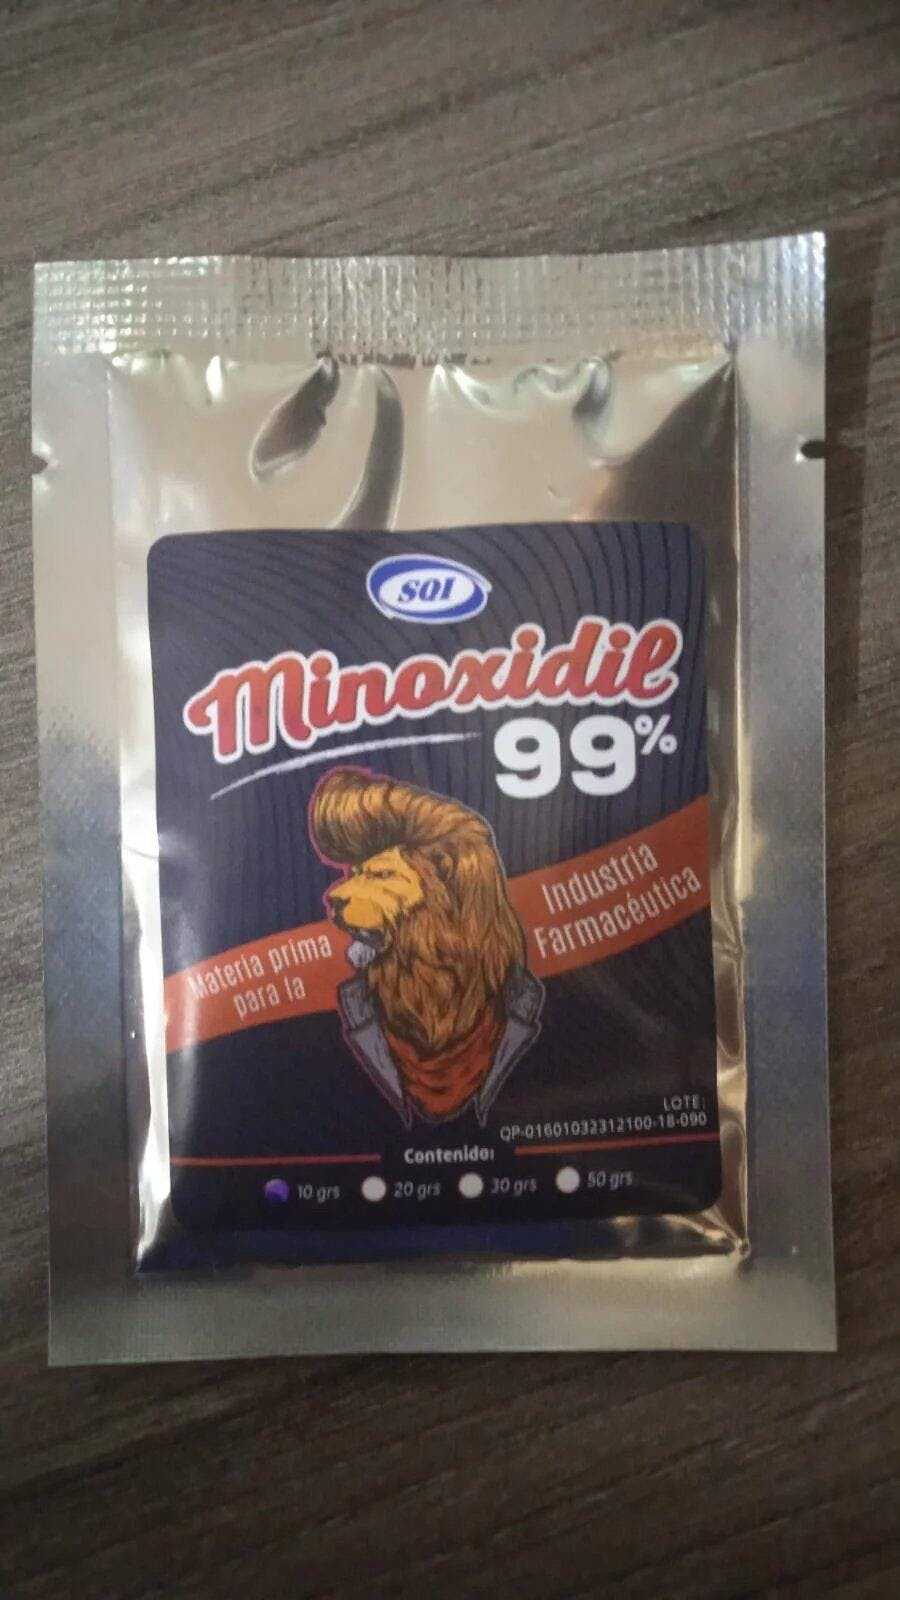 SQI
Minoxidil
99%
Materia prima
para la
Industria
Farmacéutica
LOTE:
QP-01601032312100-18-090
Contenido:
10 grs 20 grs 30 grs 50 grs